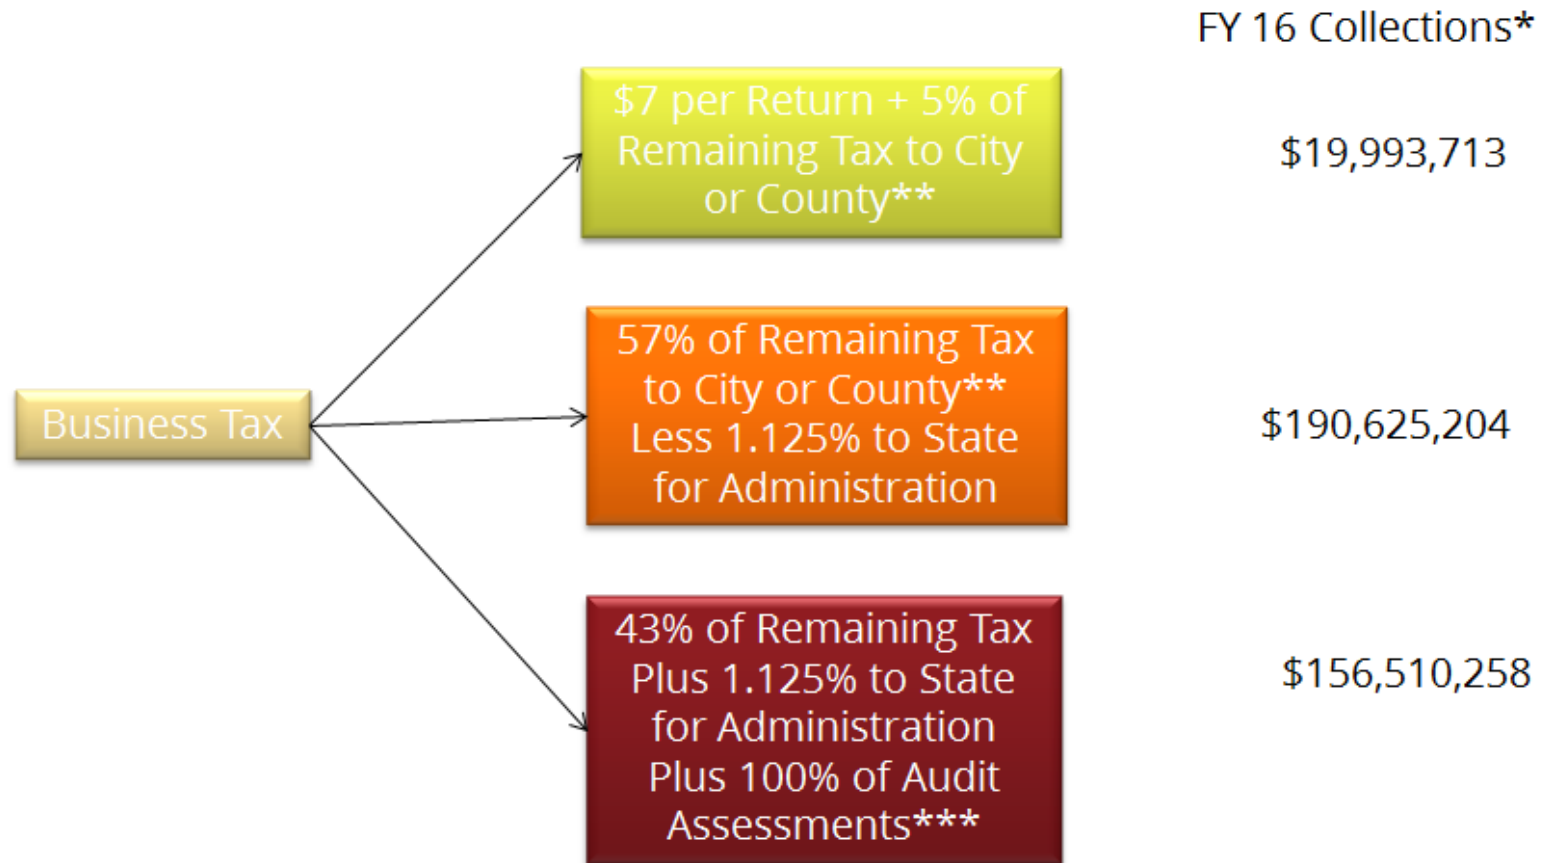 FY 16 Collections*
$7 per Return + 5% of
Remaining Tax to City
or County**
$19,993,713
57% of Remaining Tax
to City or County**
Less 1.125% to State
for Administration
$190,625,204
Business Tax
43% of Remaining Tax
Plus 1.125% to State
for Administration
Plus 100% of Audit
Assessments***
$156,510,258